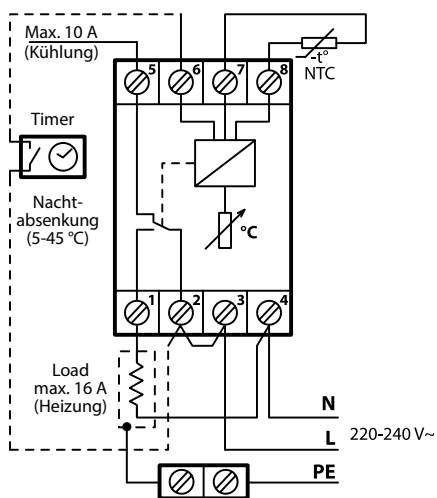 Max. 10 A
(Kühlung)
5
6
7
8
-t°
NTC
Timer
Nacht-
absenkung
(5-45 °C)
°C
1
2
3
4
Load
max. 16 A
(Heizung)
N
L
220-240 V~
PE